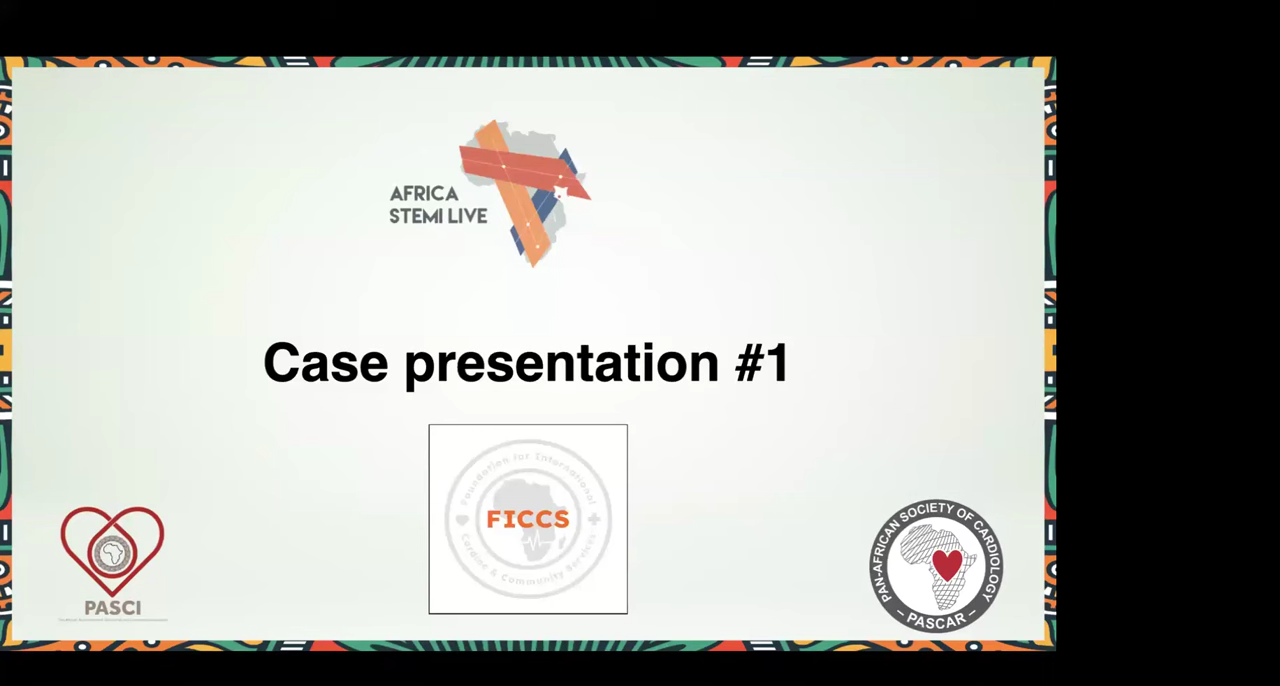 AFRICA
STEMI LIVE
Case presentation #1
Foundation for International
FICCS
Cardiac & Community Services
PASCI
PAN-AFRICAN SOCIETY OF CARDIOLOGY
– PASCAR –